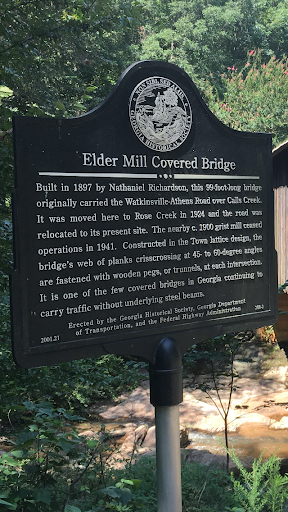 Elder Mill Covered Bridge
Built in 1897 by Nathaniel Richardson, this 99-foot-long bridge
originally carried the Watkinsville-Athens Road over Calls Creek.
It was moved here to Rose Creek in 1924 and the road was
relocated to its present site. The nearby c. 1900 grist mill ceased
operations in 1941. Constructed in the Town lattice design, the
bridge's web of planks crisscrossing at 45- to 60-degree angles
are fastened with wooden pegs, or trunnels, at each intersection.
It is one of the few covered bridges in Georgia continuing to
carry traffic without underlying steel beams.
Erected by the Georgia Historical Society, Georgia Department
of Transportation, and the Federal Highway Administration